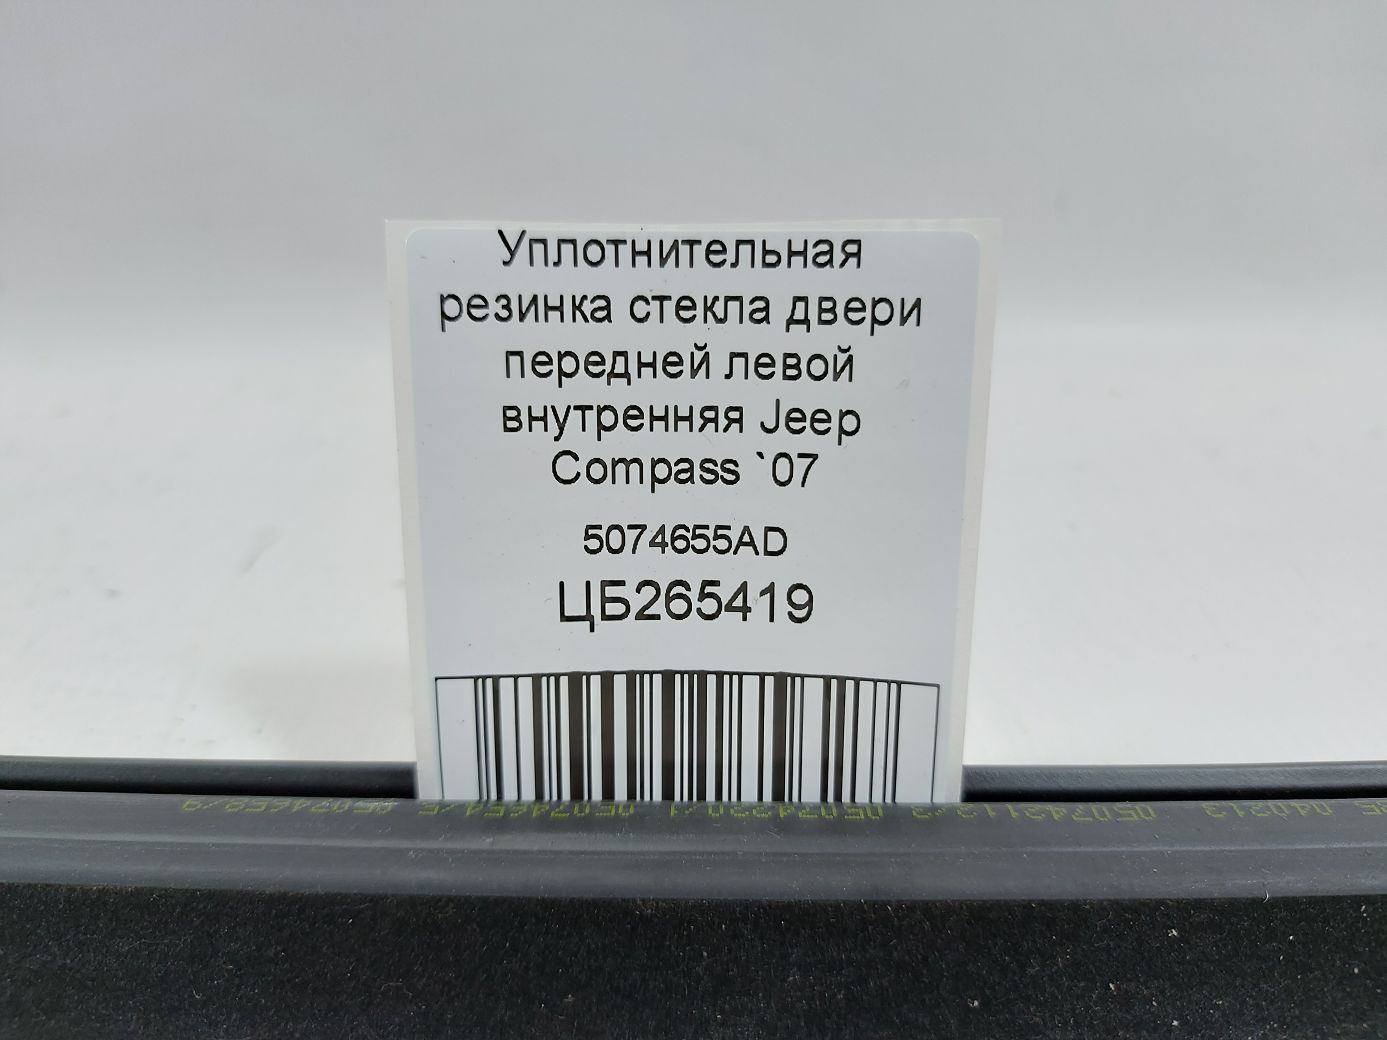 Уплотнительная
резинка стекла двери
передней левой
внутренняя Jeep
Compass `07
5074655AD
ЦБ265419